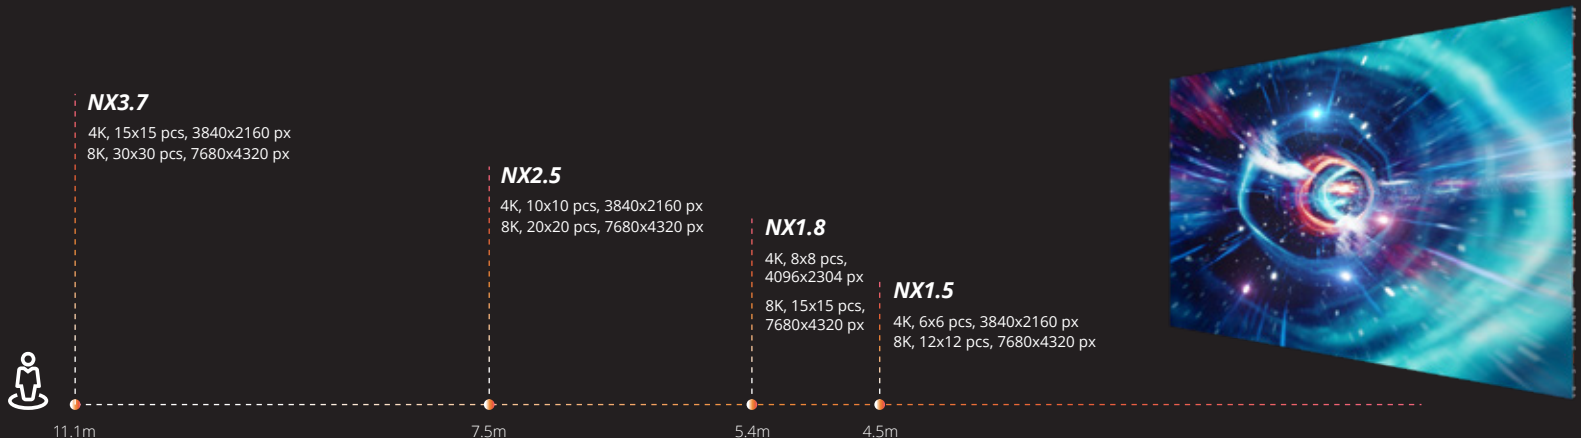 NX3.7
4K, 15x15 pcs, 3840x2160 px
8K, 30x30 pcs, 7680x4320 px
NX2.5
4K, 10x10 pcs, 3840x2160 px
8K, 20x20 pcs, 7680x4320 px
NX1.8
4K, 8x8 pcs,
4096x2304 px
8K, 15x15 pcs,
7680x4320 px
NX1.5
4K, 6x6 pcs, 3840x2160 px
8K, 12x12 pcs, 7680x4320 px
11.1m
7.5m
5.4m
4.5m